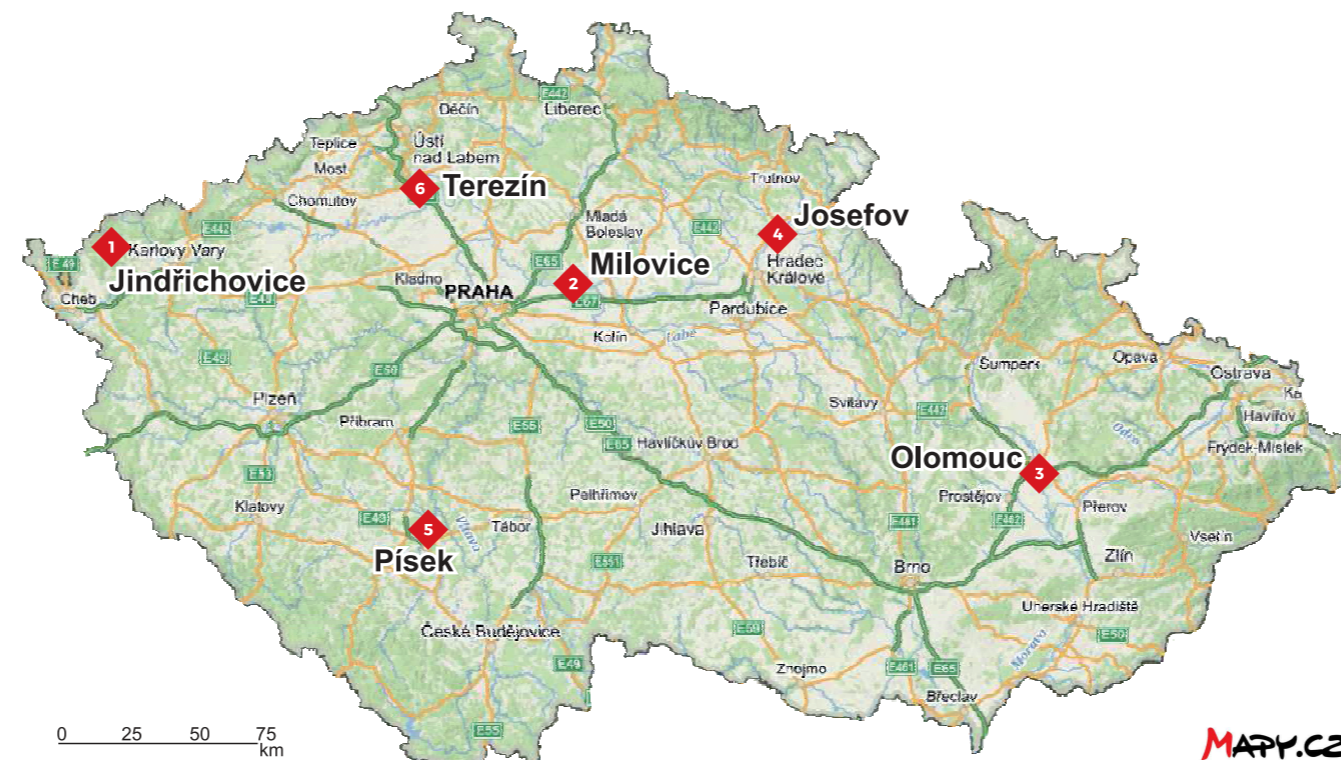 E442
Děčín
Liberec
Teplice
Ústí
nad Labem
Most
Trutnov
6
Terezín
Chomutov
Mladá
Boleslav
Josefov
E442
E442
4
1
Karlovy Vary
Hradec
Králové
E 49
E65
Milovice
Jindřichovice
Kladno
2
PRAHA
Cheb
E67
Pardubice
Kolín
Labe
E50
Šumperk
Opava
Ostrava
Plzeň
Svitavy
E442
Havířov
Příbram
E55
E50
E65
Havlíčkův Brod
Odra
Frýdek-Místek
Olomouc
3
E53
Klatovy
Pelhřimov
Prostějov
Přerov
E49
5
Vltava
Tábor
Jihlava
E461
E462
Vsetín
Písek
E551
Třebíč
Brno
Zlín
Uherské Hradiště
České Budějovice
E59
E50
E49
Znojmo
E461
E65
Morava
Břeclav
E55
0 25 50 75
km
MAPY.CZ